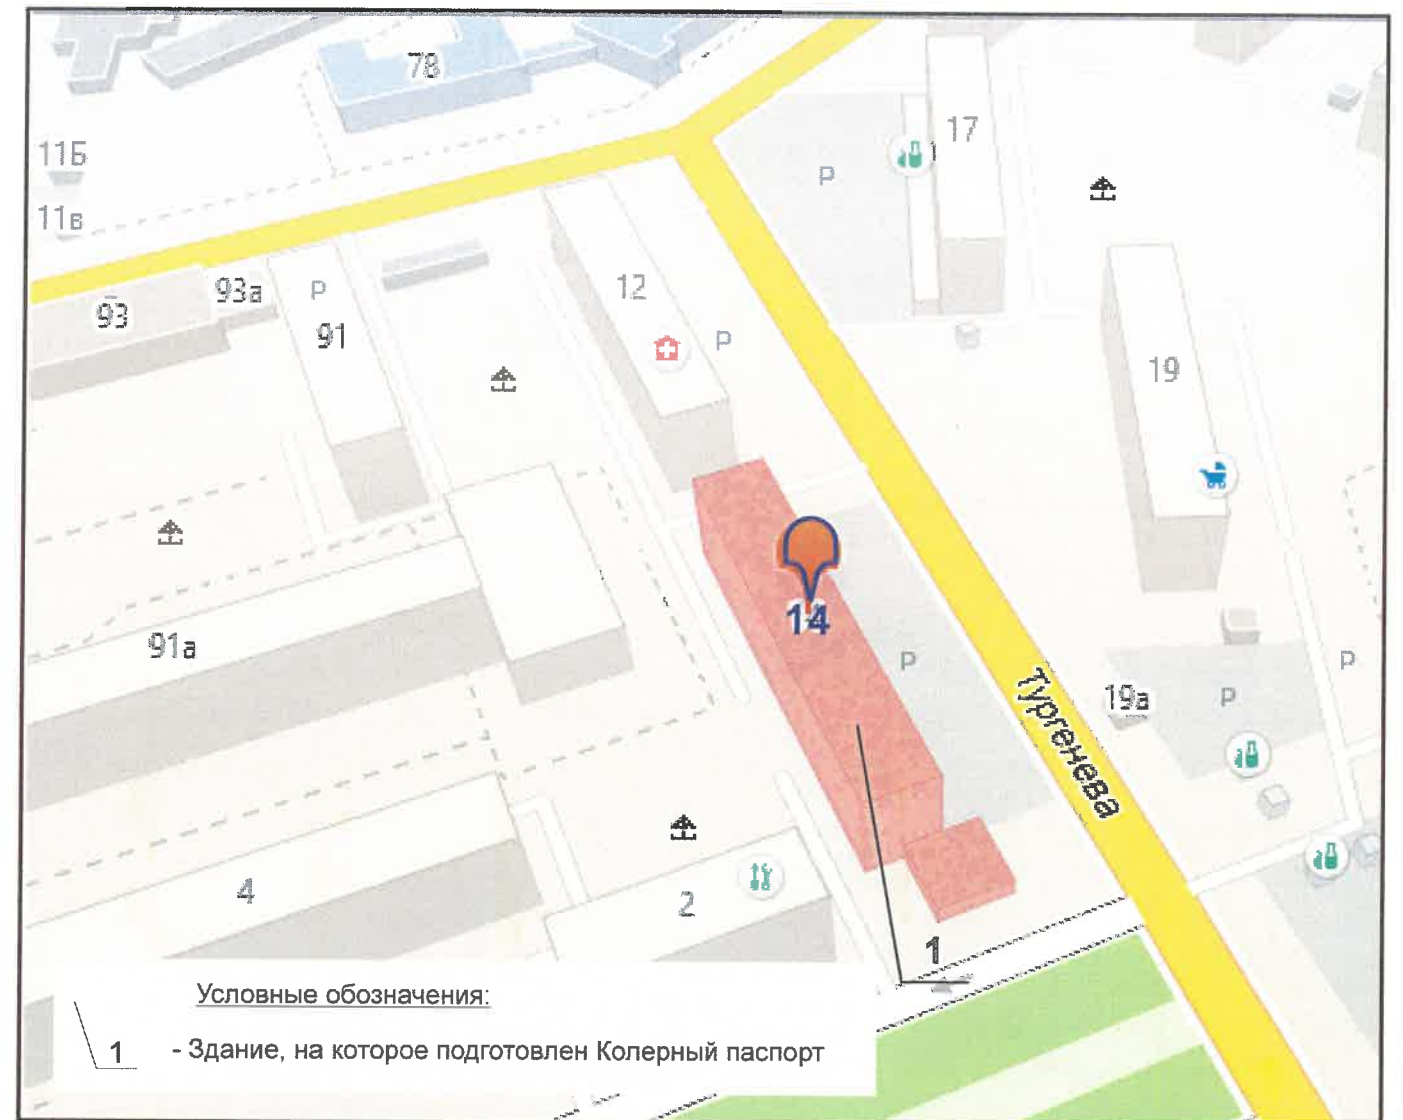 78
17
11Б
P
11в
93а
P
12
93
91
P
19
14
91а
P
P
19а
P
Тургенева
4
2
1
Условные обозначения:
1 - Здание, на которое подготовлен Колерный паспорт